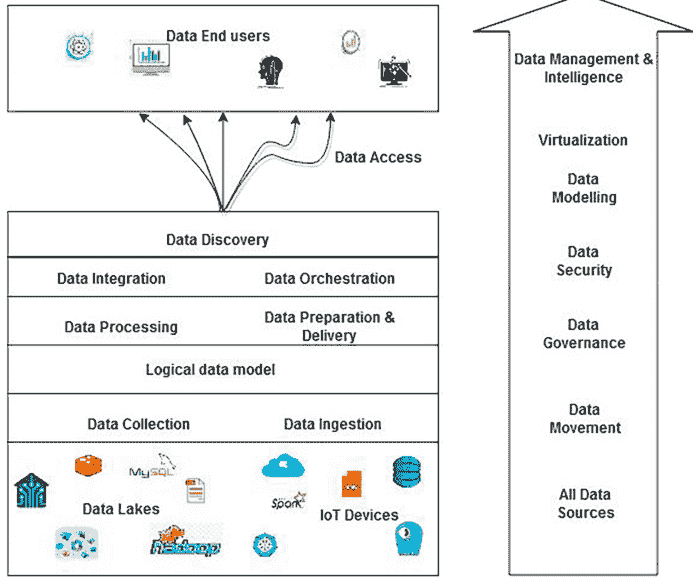 Data End users
Data Access
Data Discovery
Data Integration
Data Orchestration
Data Processing
Data Preparation &
Delivery
Logical data model
Data Collection
Data Ingestion
MySQL
Data Lakes
Spark
IoT Devices
hadoop
Data Management &
Intelligence
Virtualization
Data
Modelling
Data
Security
Data
Governance
Data
Movement
All Data
Sources